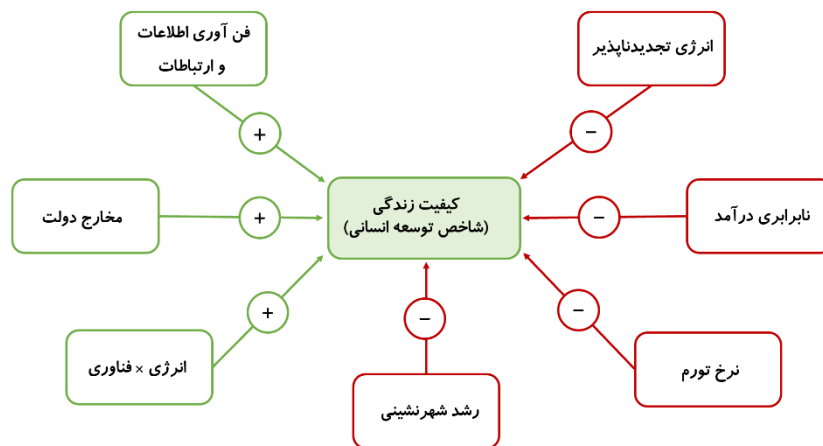 فن آوری اطلاعات
و ارتباطات
انرژی تجدیدناپذیر
+
−
مخارج دولت
+
کیفیت زندگی
(شاخص توسعه انسانی)
−
نابرابری درآمد
+
−
−
انرژی × فناوری
رشد شهرنشینی
نرخ تورم